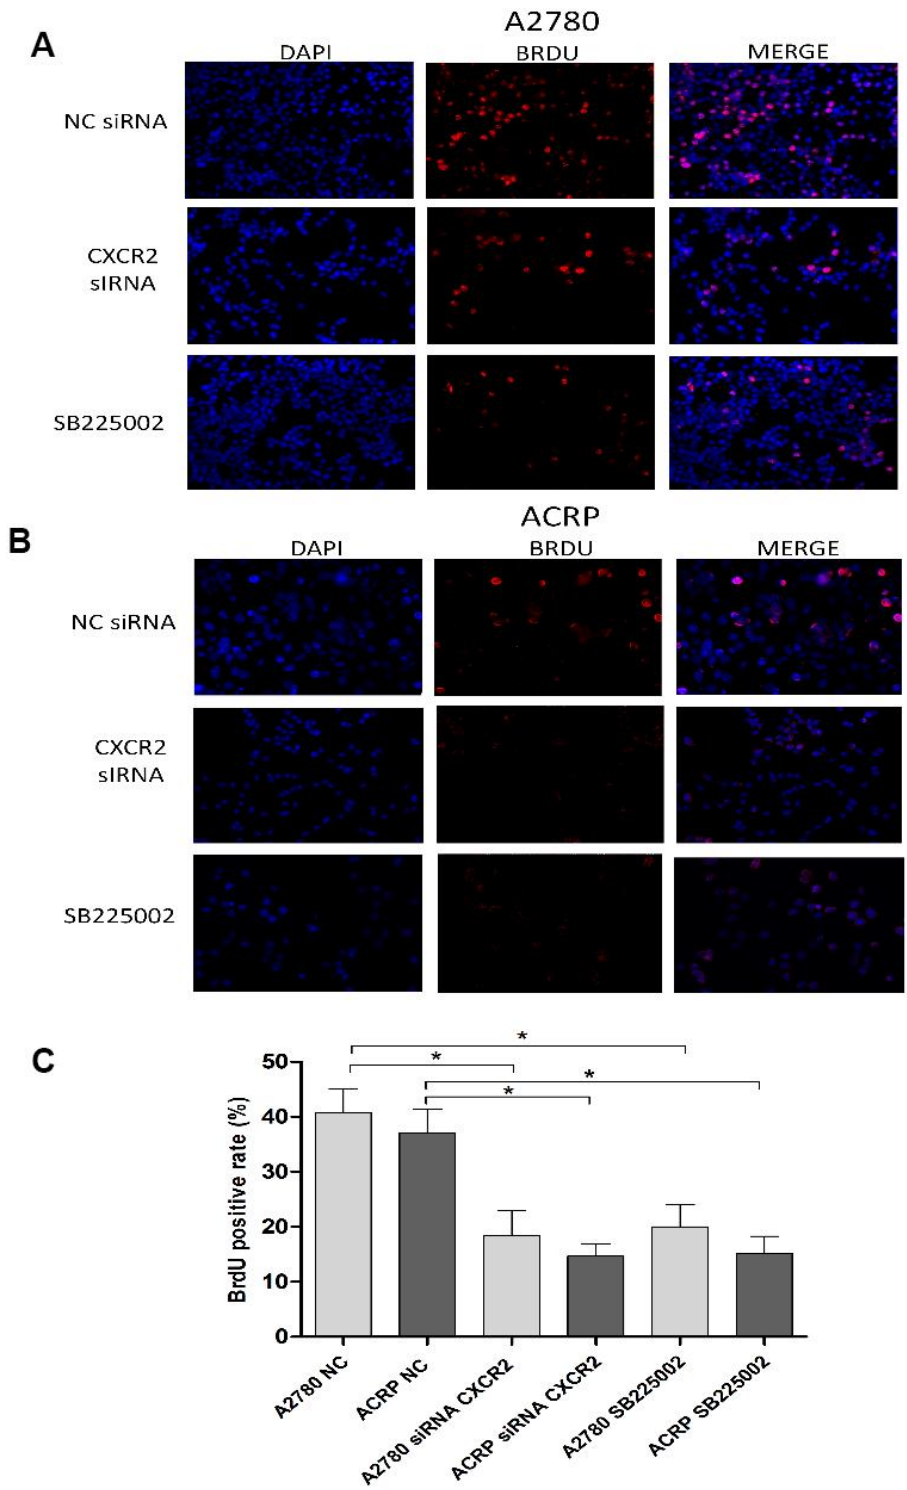 A
A2780
DAPI BRDU MERGE
NC siRNA
CXCR2
sIRNA
SB225002
B
ACRP
DAPI BRDU MERGE
NC siRNA
CXCR2
sIRNA
SB225002
C
* 
*
*
*
BrdU positive rate (%)
50
40
30
20
10
0
A2780 NC
ACRP NC
A2780 siRNA CXCR2
ACRP siRNA CXCR2
A2780 SB225002
ACRP SB225002